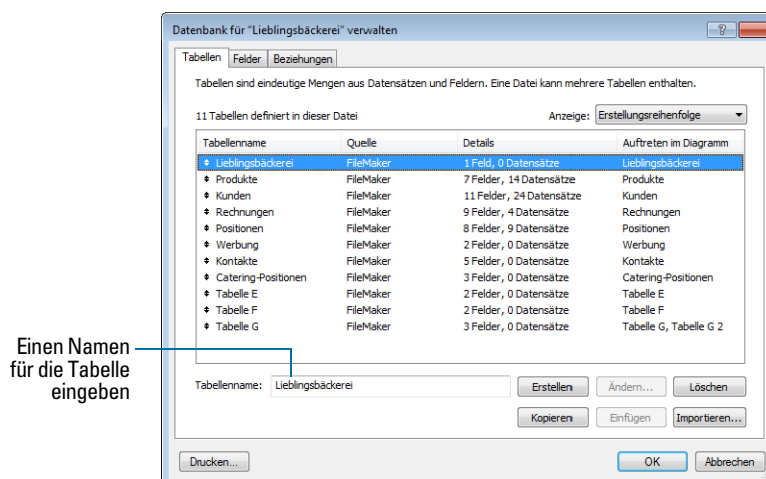 Datenbank für "Lieblingsbäckerei" verwalten
Tabellen Felder Beziehungen
Tabellen sind eindeutige Mengen aus Datensätzen und Feldern. Eine Datei kann mehrere Tabellen enthalten.
11 Tabellen definiert in dieser Datei Anzeige: Erstellungsreihenfolge
Tabellenname Quelle Details Auftreten im Diagramm
Lieblingsbäckerei FileMaker 1 Feld, 0 Datensätze Lieblingsbäckerei
Produkte FileMaker 7 Felder, 14 Datensätze Produkte
Kunden FileMaker 11 Felder, 24 Datensätze Kunden
Rechnungen FileMaker 9 Felder, 4 Datensätze Rechnungen
Positionen FileMaker 8 Felder, 9 Datensätze Positionen
Werbung FileMaker 2 Felder, 0 Datensätze Werbung
Kontakte FileMaker 5 Felder, 0 Datensätze Kontakte
Catering-Positionen FileMaker 3 Felder, 0 Datensätze Catering-Positionen
Tabelle E FileMaker 2 Felder, 0 Datensätze Tabelle E
Tabelle F FileMaker 2 Felder, 0 Datensätze Tabelle F
Tabelle G FileMaker 3 Felder, 0 Datensätze Tabelle G, Tabelle G 2
Einen Namen
für die Tabelle
eingeben
Tabellenname: Lieblingsbäckerei Erstellen Ändern... Löschen
Kopieren Einfügen Importieren...
Drucken... OK Abbrechen